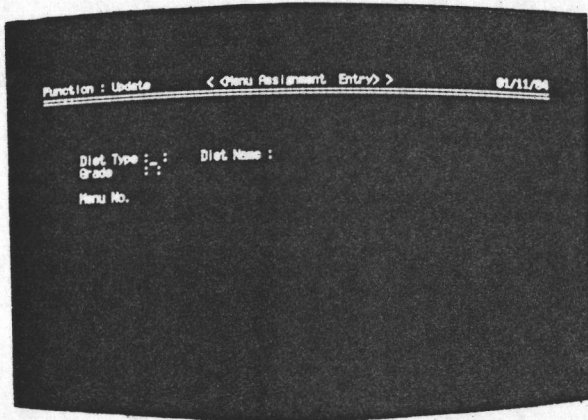 Function : Update < <Menu Assignment Entry> > 01/11/84
Diet Type :_ : Diet Name :
Grade : :
Menu No.